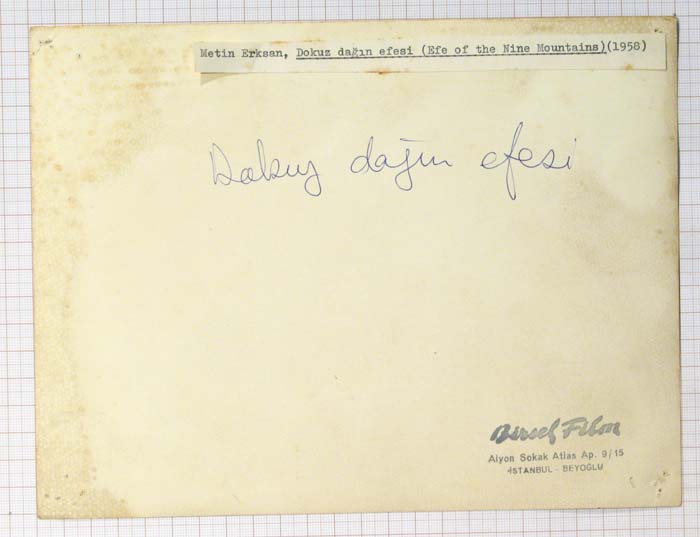 Metin Erksan, Dokuz dağın efesi (Efe of the Nine Mountains)(1958)
Dokuz dağın efesi
Birsel Film
Alyon Sokak Atlas Ap. 9/15
İSTANBUL - BEYOĞLU